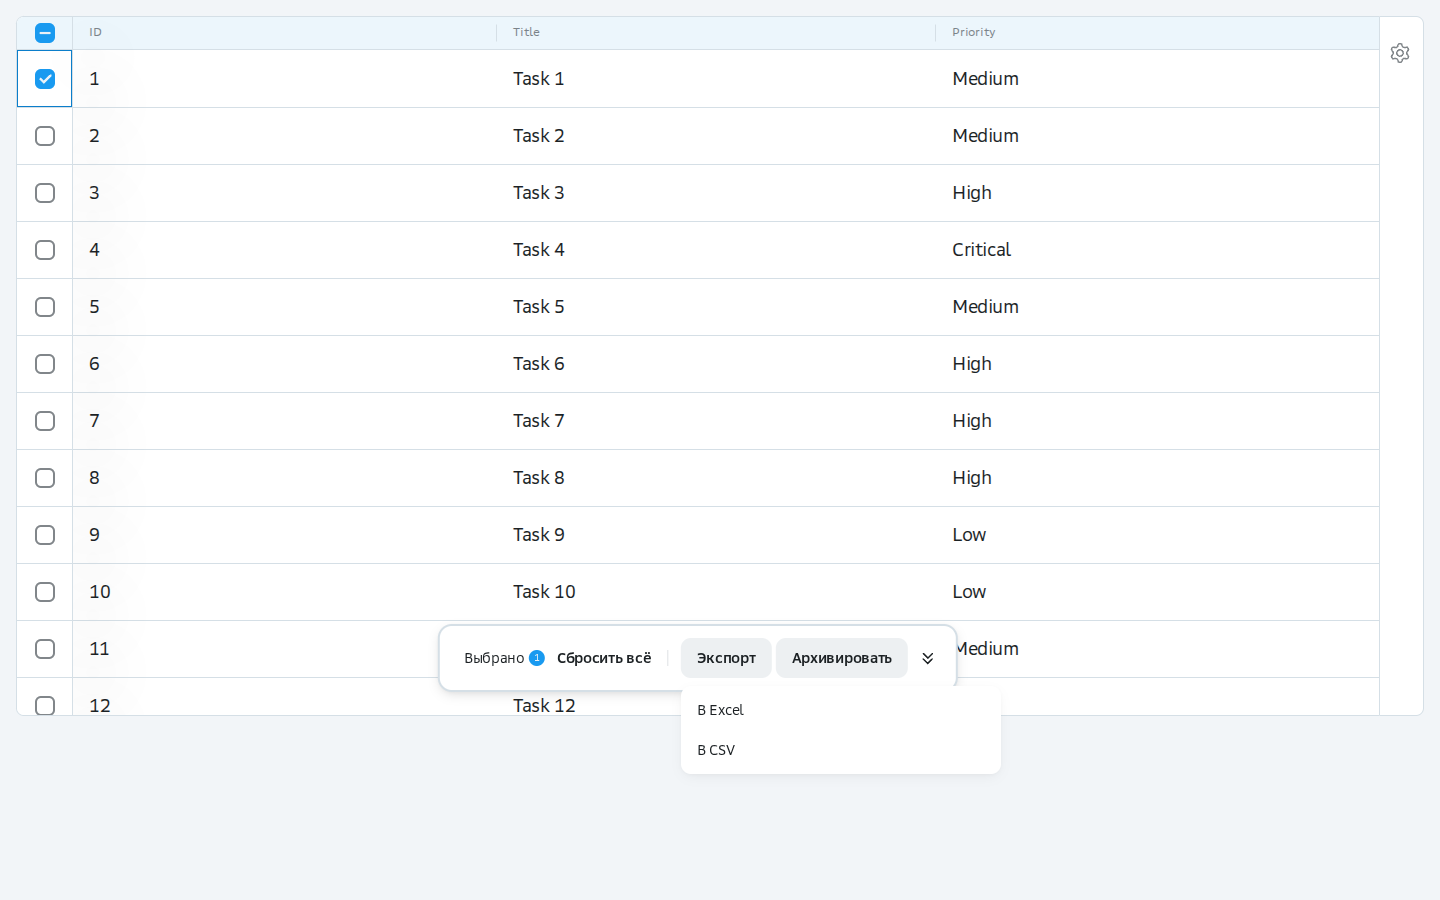 ID Title Priority
1 Task 1 Medium
2 Task 2 Medium
3 Task 3 High
4 Task 4 Critical
5 Task 5 Medium
6 Task 6 High
7 Task 7 High
8 Task 8 High
9 Task 9 Low
10 Task 10 Low
11 Medium
Выбрано 1 Сбросить всё Экспорт Архивировать
12 Task 12
В Excel
В CSV